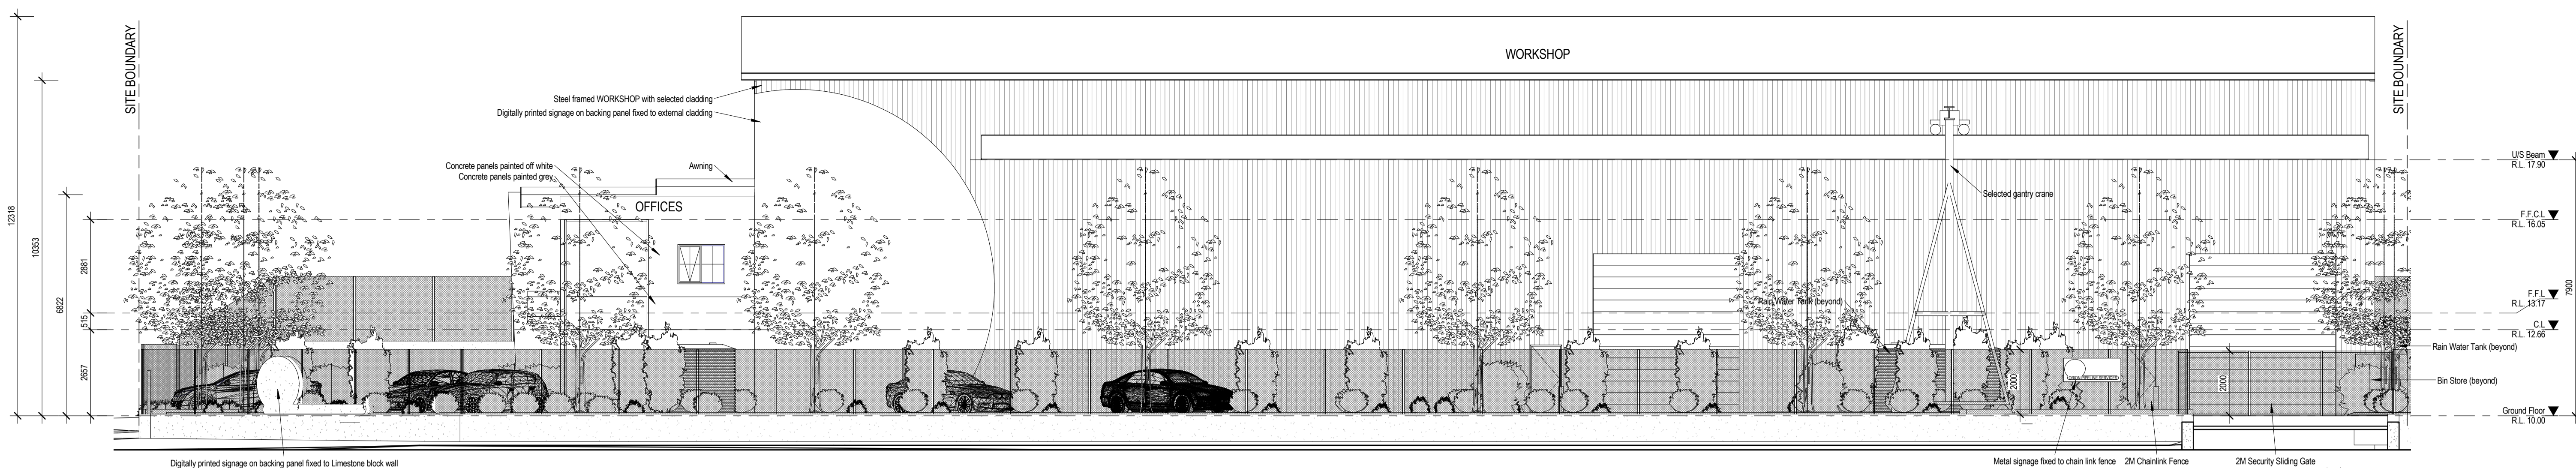 SITE BOUNDARY
WORKSHOP
SITE BOUNDARY
Steel framed WORKSHOP with selected cladding
Digitally printed signage on backing panel fixed to external cladding
Concrete panels painted off white
Concrete panels painted grey
Awning
OFFICES
Selected gantry crane
U/S Beam
R.L. 17.90
F.F.C.L
R.L. 16.05
F.F.L
R.L. 13.17
C.L
R.L. 12.66
Ground Floor
R.L. 10.00
12318
10353
6822
2881
515
2657
7900
Rain Water Tank (beyond)
Rain Water Tank (beyond)
Bin Store (beyond)
2000
2000
Digitally printed signage on backing panel fixed to Limestone block wall
Metal signage fixed to chain link fence
2M Chainlink Fence
2M Security Sliding Gate